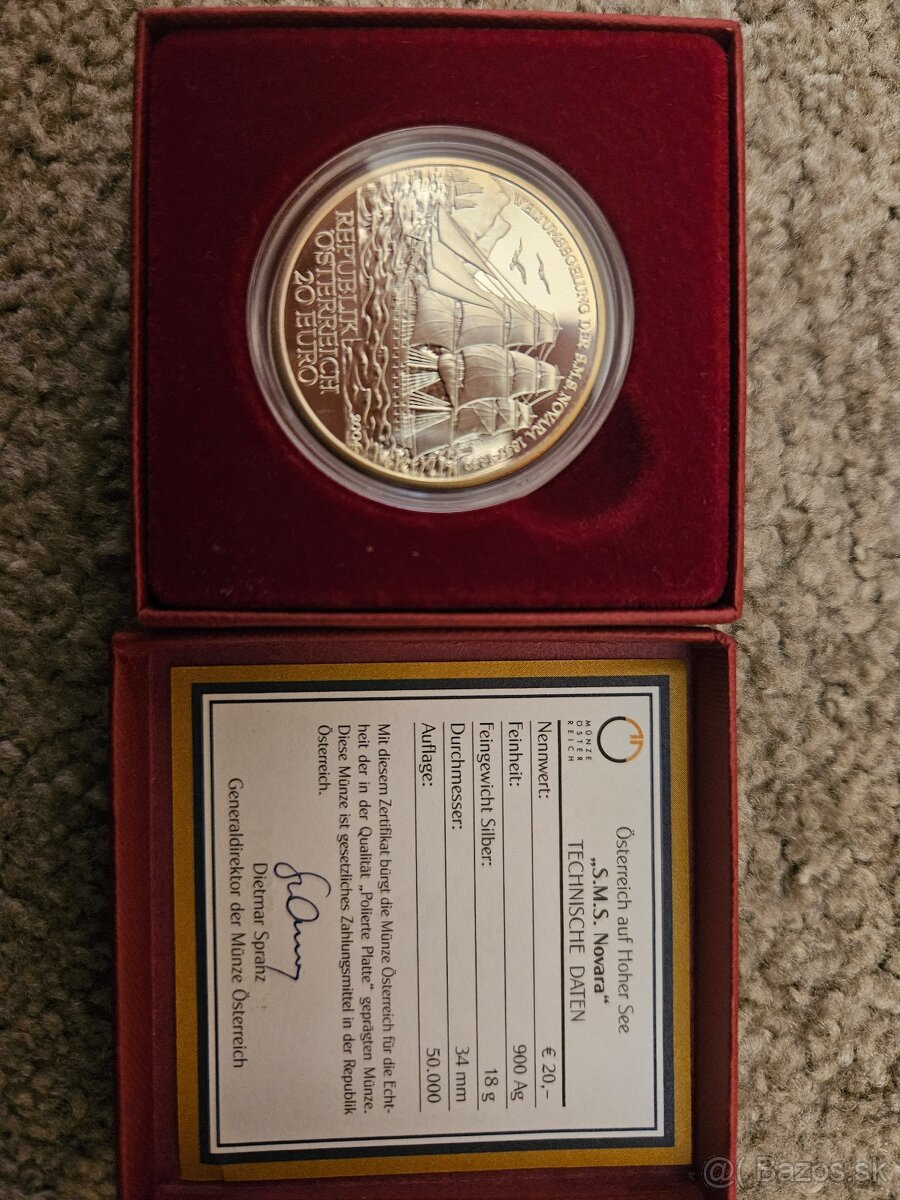 WELTUMSEGELUNG DER S.M.S. NOVARA 1857-1859
2004
REPUBLIK
ÖSTERREICH
20 EURO
MÜNZE
ÖSTER
REICH
Österreich auf Hoher See
„S.M.S. Novara“
TECHNISCHE DATEN
Nennwert: € 20,-
Feinheit: 900 Ag
Feingewicht Silber: 18 g
Durchmesser: 34 mm
Auflage: 50.000
Mit diesem Zertifikat bürgt die Münze Österreich für die Echt-
heit der in der Qualität „Polierte Platte“ geprägten Münze.
Diese Münze ist gesetzliches Zahlungsmittel in der Republik
Österreich.
Dietmar Spranz
Generaldirektor der Münze Österreich
Bazos.sk